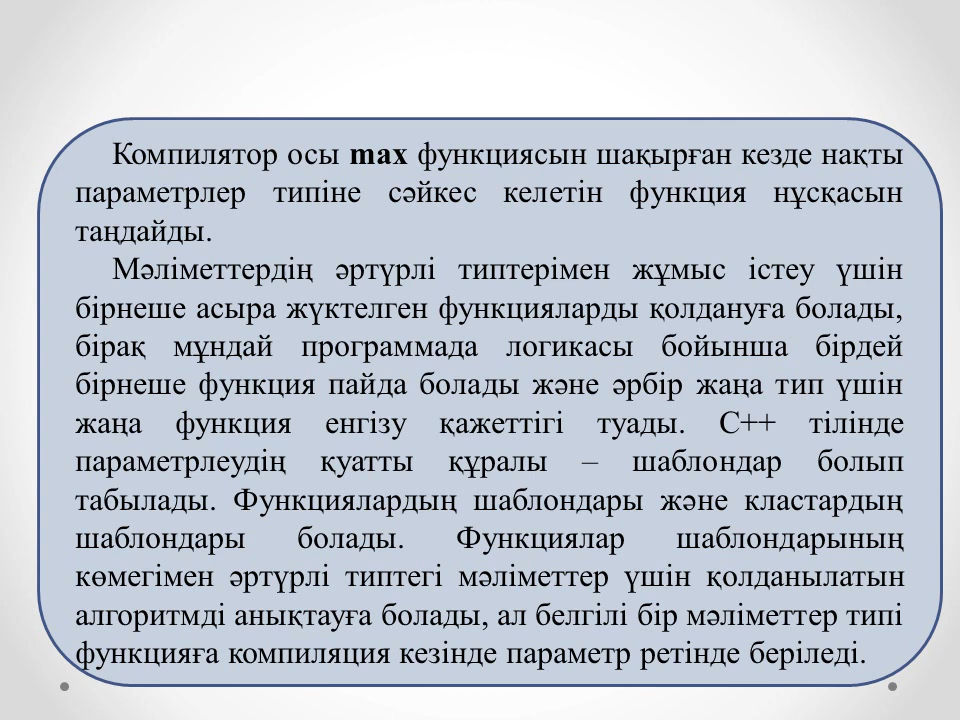 Компилятор осы max функциясын шақырған кезде нақты
параметрлер типіне сәйкес келетін функция нұсқасын
таңдайды.
Мәліметтердің әртүрлі типтерімен жұмыс істеу үшін
бірнеше асыра жүктелген функцияларды қолдануға болады,
бірақ мұндай программада логикасы бойынша бірдей
бірнеше функция пайда болады және әрбір жаңа тип үшін
жаңа функция енгізу қажеттігі туады. С++ тілінде
параметрлеудің қуатты құралы – шаблондар болып
табылады. Функциялардың шаблондары және кластардың
шаблондары болады. Функциялар шаблондарының
көмегімен әртүрлі типтегі мәліметтер үшін қолданылатын
алгоритмді анықтауға болады, ал белгілі бір мәліметтер типі
функцияға компиляция кезінде параметр ретінде беріледі.